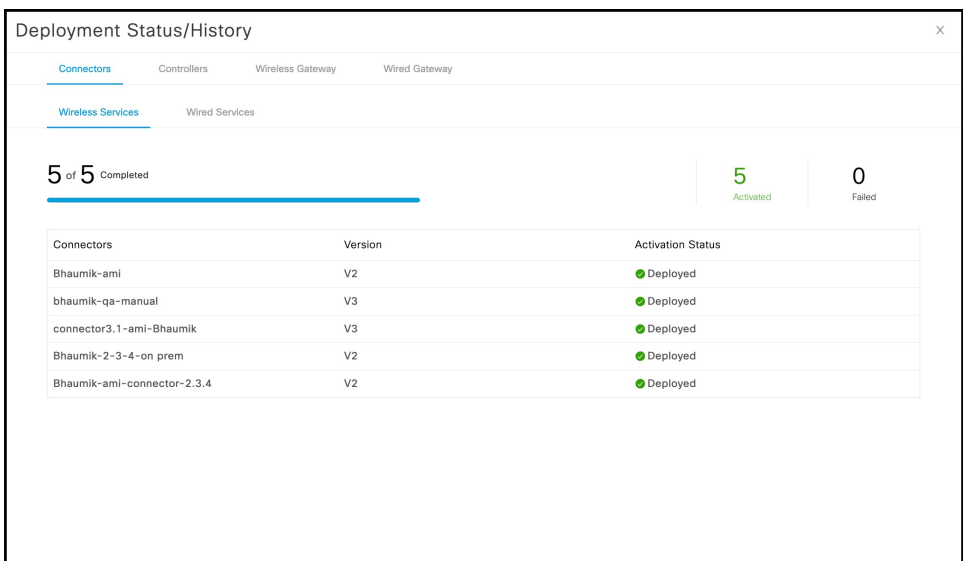 Deployment Status/History X
Connectors Controllers Wireless Gateway Wired Gateway
Wireless Services Wired Services
5 of 5 Completed 5 0
Activated Failed
Connectors Version Activation Status
Bhaumik-ami V2 Deployed
bhaumik-qa-manual V3 Deployed
connector3.1-ami-Bhaumik V3 Deployed
Bhaumik-2-3-4-on prem V2 Deployed
Bhaumik-ami-connector-2.3.4 V2 Deployed